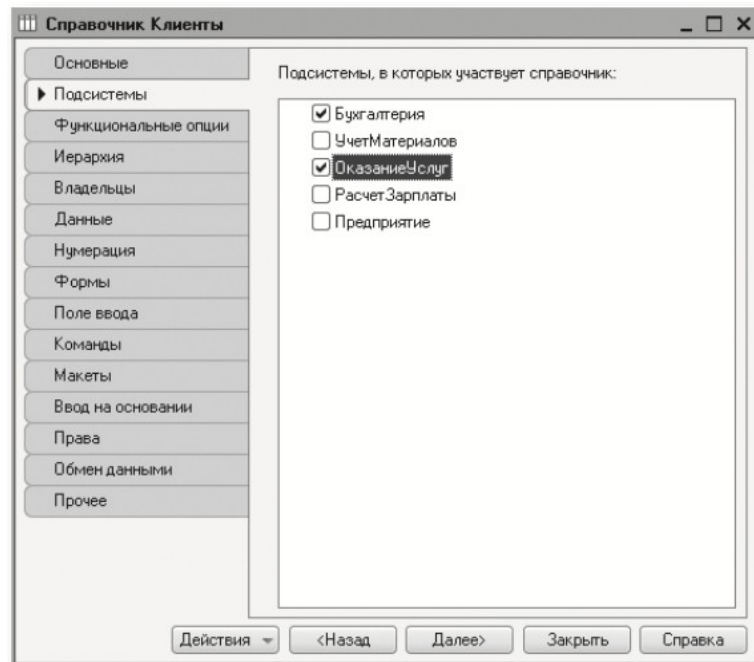 Справочник Клиенты
Основные
Подсистемы
Функциональные опции
Иерархия
Владельцы
Данные
Нумерация
Формы
Поле ввода
Команды
Макеты
Ввод на основании
Права
Обмен данными
Прочее
Подсистемы, в которых участвует справочник:
Бухгалтерия
УчетМатериалов
ОказаниеУслуг
РасчетЗарплаты
Предприятие
Действия
<Назад
Далее>
Закрыть
Справка